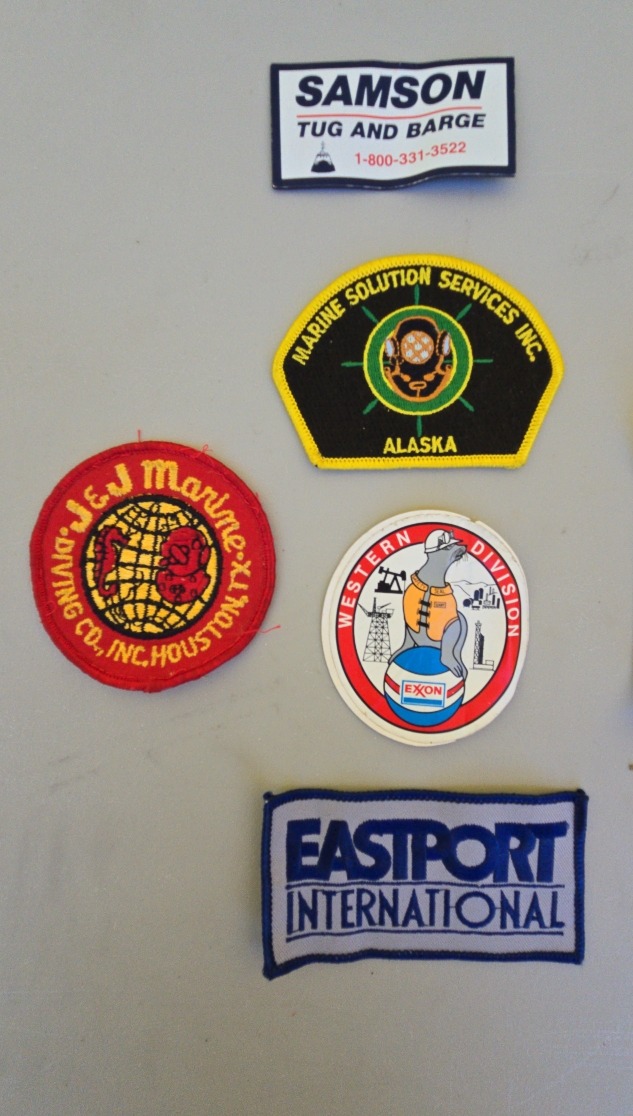 SAMSON
TUG AND BARGE
1-800-331-3522
MARINE SOLUTION SERVICES INC.
ALASKA
J&J Marine
DIVING CO., INC. HOUSTON, TX
WESTERN DIVISION
EXXON
EASTPORT
INTERNATIONAL